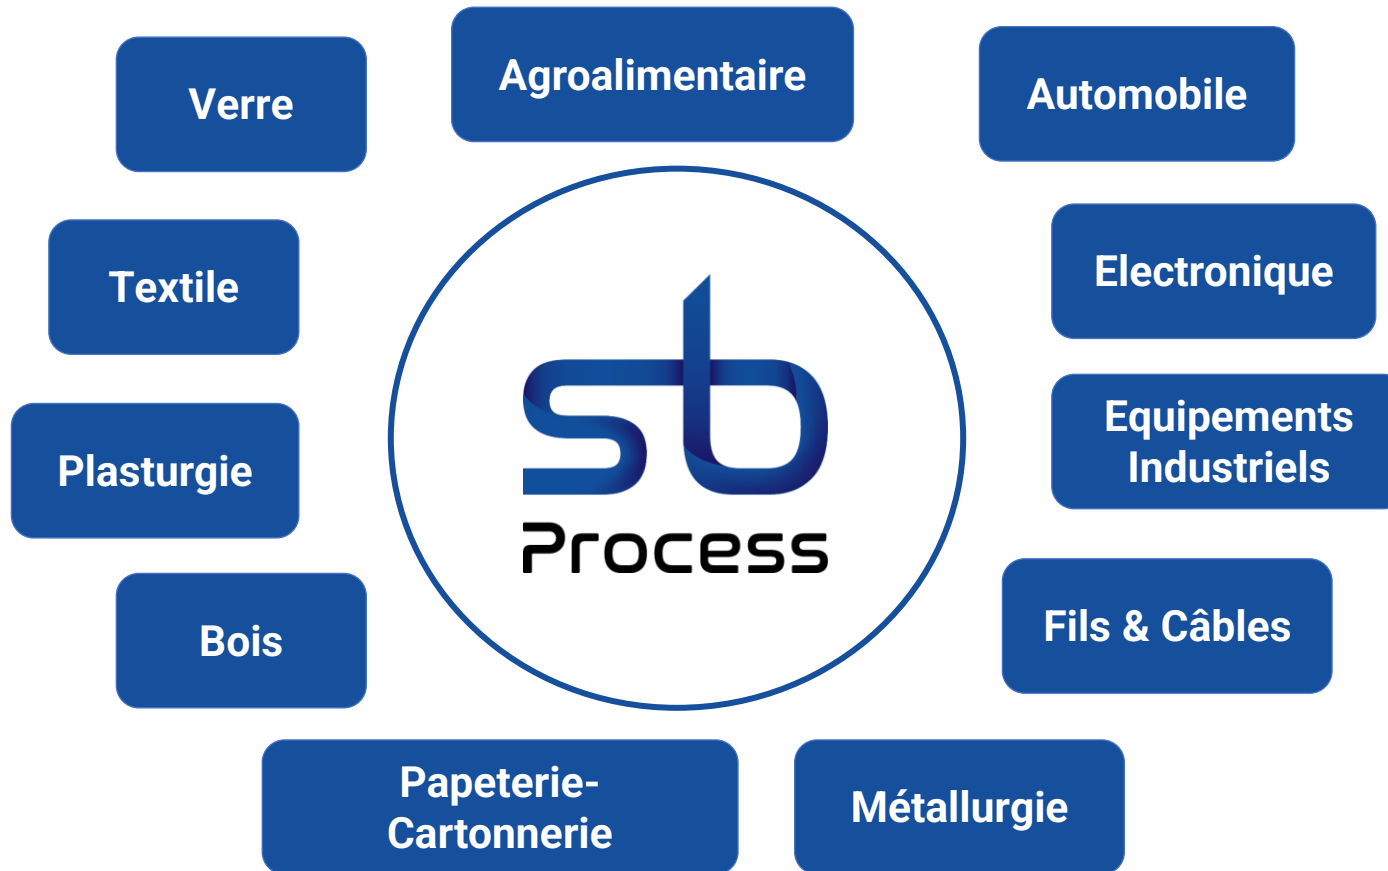 Agroalimentaire
Automobile
Verre
Electronique
Textile
Equipements
Industriels
Plasturgie
sb
Process
Fils & Câbles
Bois
Papeterie-
Cartonnerie
Métallurgie